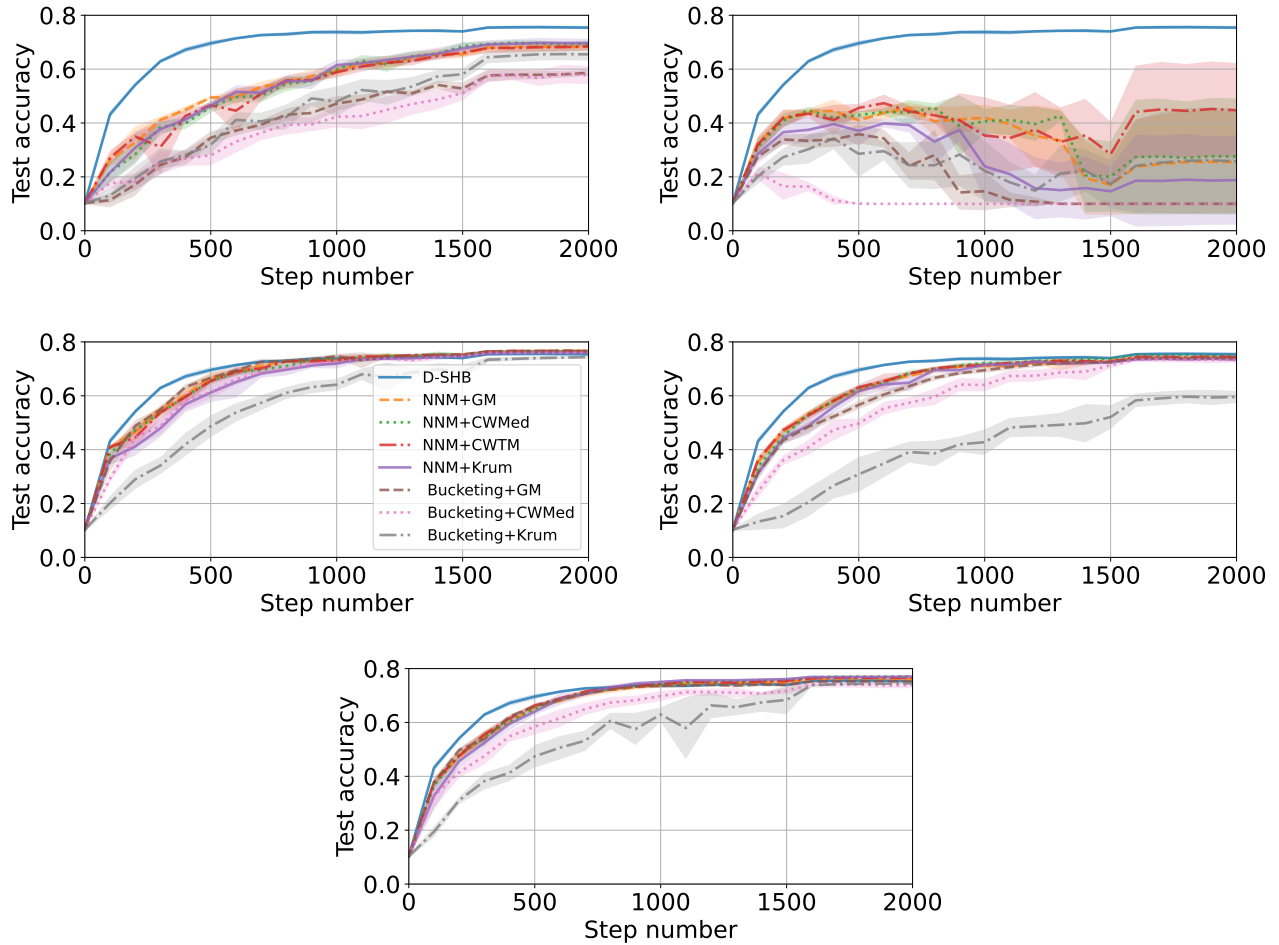 0.8
0.6
0.4
0.2
0.0
Test accuracy
0 500 1000 1500 2000
Step number
0.8
0.6
0.4
0.2
0.0
Test accuracy
0 500 1000 1500 2000
Step number
0.8
0.6
0.4
0.2
0.0
Test accuracy
D-SHB
NNM+GM
NNM+CWMed
NNM+CWTM
NNM+Krum
Bucketing+GM
Bucketing+CWMed
Bucketing+Krum
0 500 1000 1500 2000
Step number
0.8
0.6
0.4
0.2
0.0
Test accuracy
0 500 1000 1500 2000
Step number
0.8
0.6
0.4
0.2
0.0
Test accuracy
0 500 1000 1500 2000
Step number